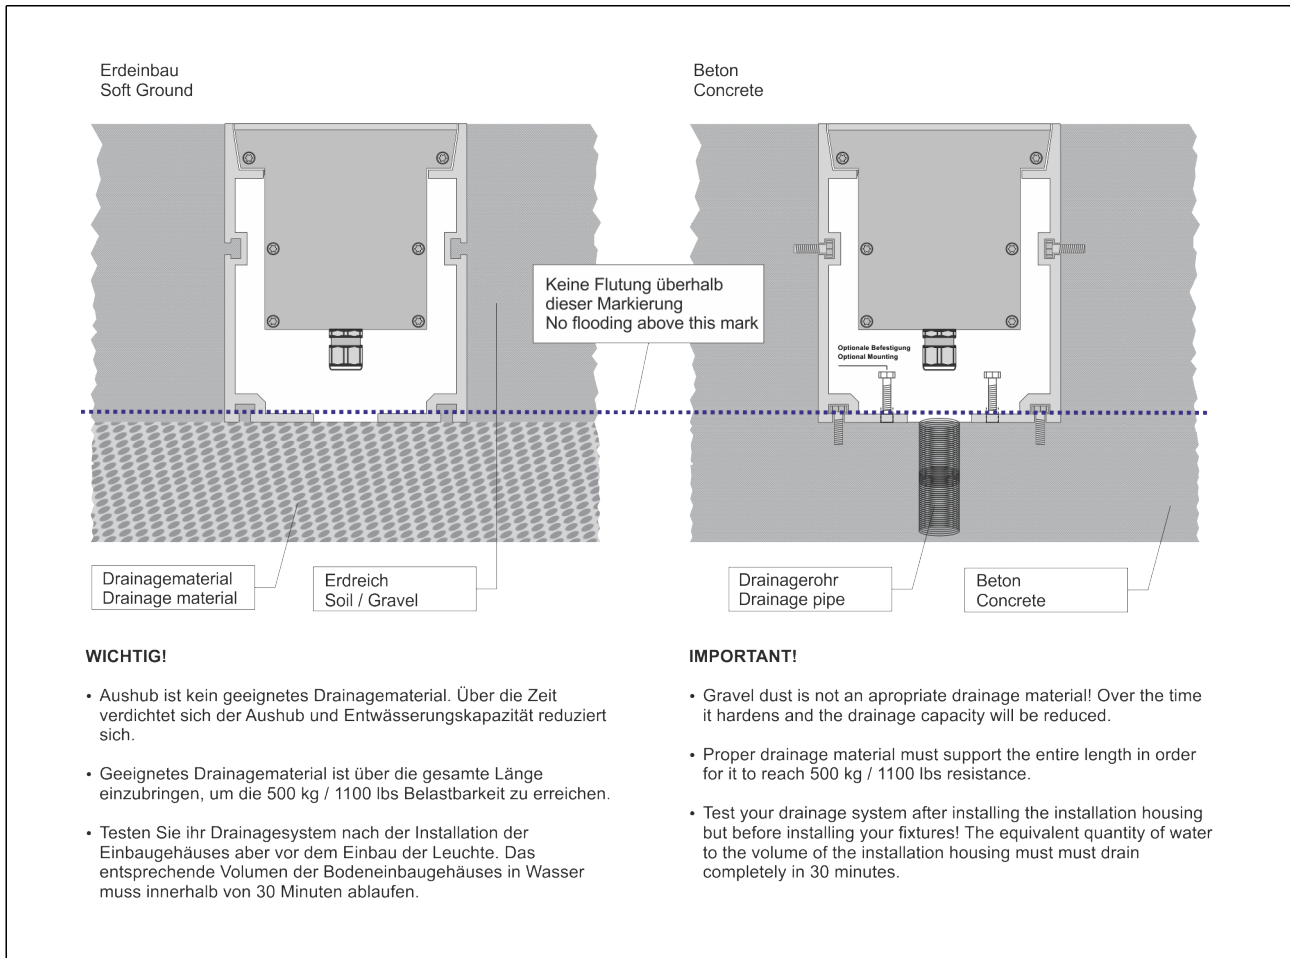 Erdeinbau
Soft Ground
Beton
Concrete
Keine Flutung überhalb
dieser Markierung
No flooding above this mark
Optionale Befestigung
Optional Mounting
Drainagematerial
Drainage material
Erdreich
Soil / Gravel
Drainagerohr
Drainage pipe
Beton
Concrete
WICHTIG!
• Aushub ist kein geeignetes Drainagematerial. Über die Zeit
verdichtet sich der Aushub und Entwässerungskapazität reduziert
sich.
• Geeignetes Drainagematerial ist über die gesamte Länge
einzubringen, um die 500 kg / 1100 lbs Belastbarkeit zu erreichen.
• Testen Sie ihr Drainagesystem nach der Installation der
Einbaugehäuses aber vor dem Einbau der Leuchte. Das
entsprechende Volumen der Bodeneinbaugehäuses in Wasser
muss innerhalb von 30 Minuten ablaufen.
IMPORTANT!
• Gravel dust is not an apropriate drainage material! Over the time
it hardens and the drainage capacity will be reduced.
• Proper drainage material must support the entire length in order
for it to reach 500 kg / 1100 lbs resistance.
• Test your drainage system after installing the installation housing
but before installing your fixtures! The equivalent quantity of water
to the volume of the installation housing must must drain
completely in 30 minutes.